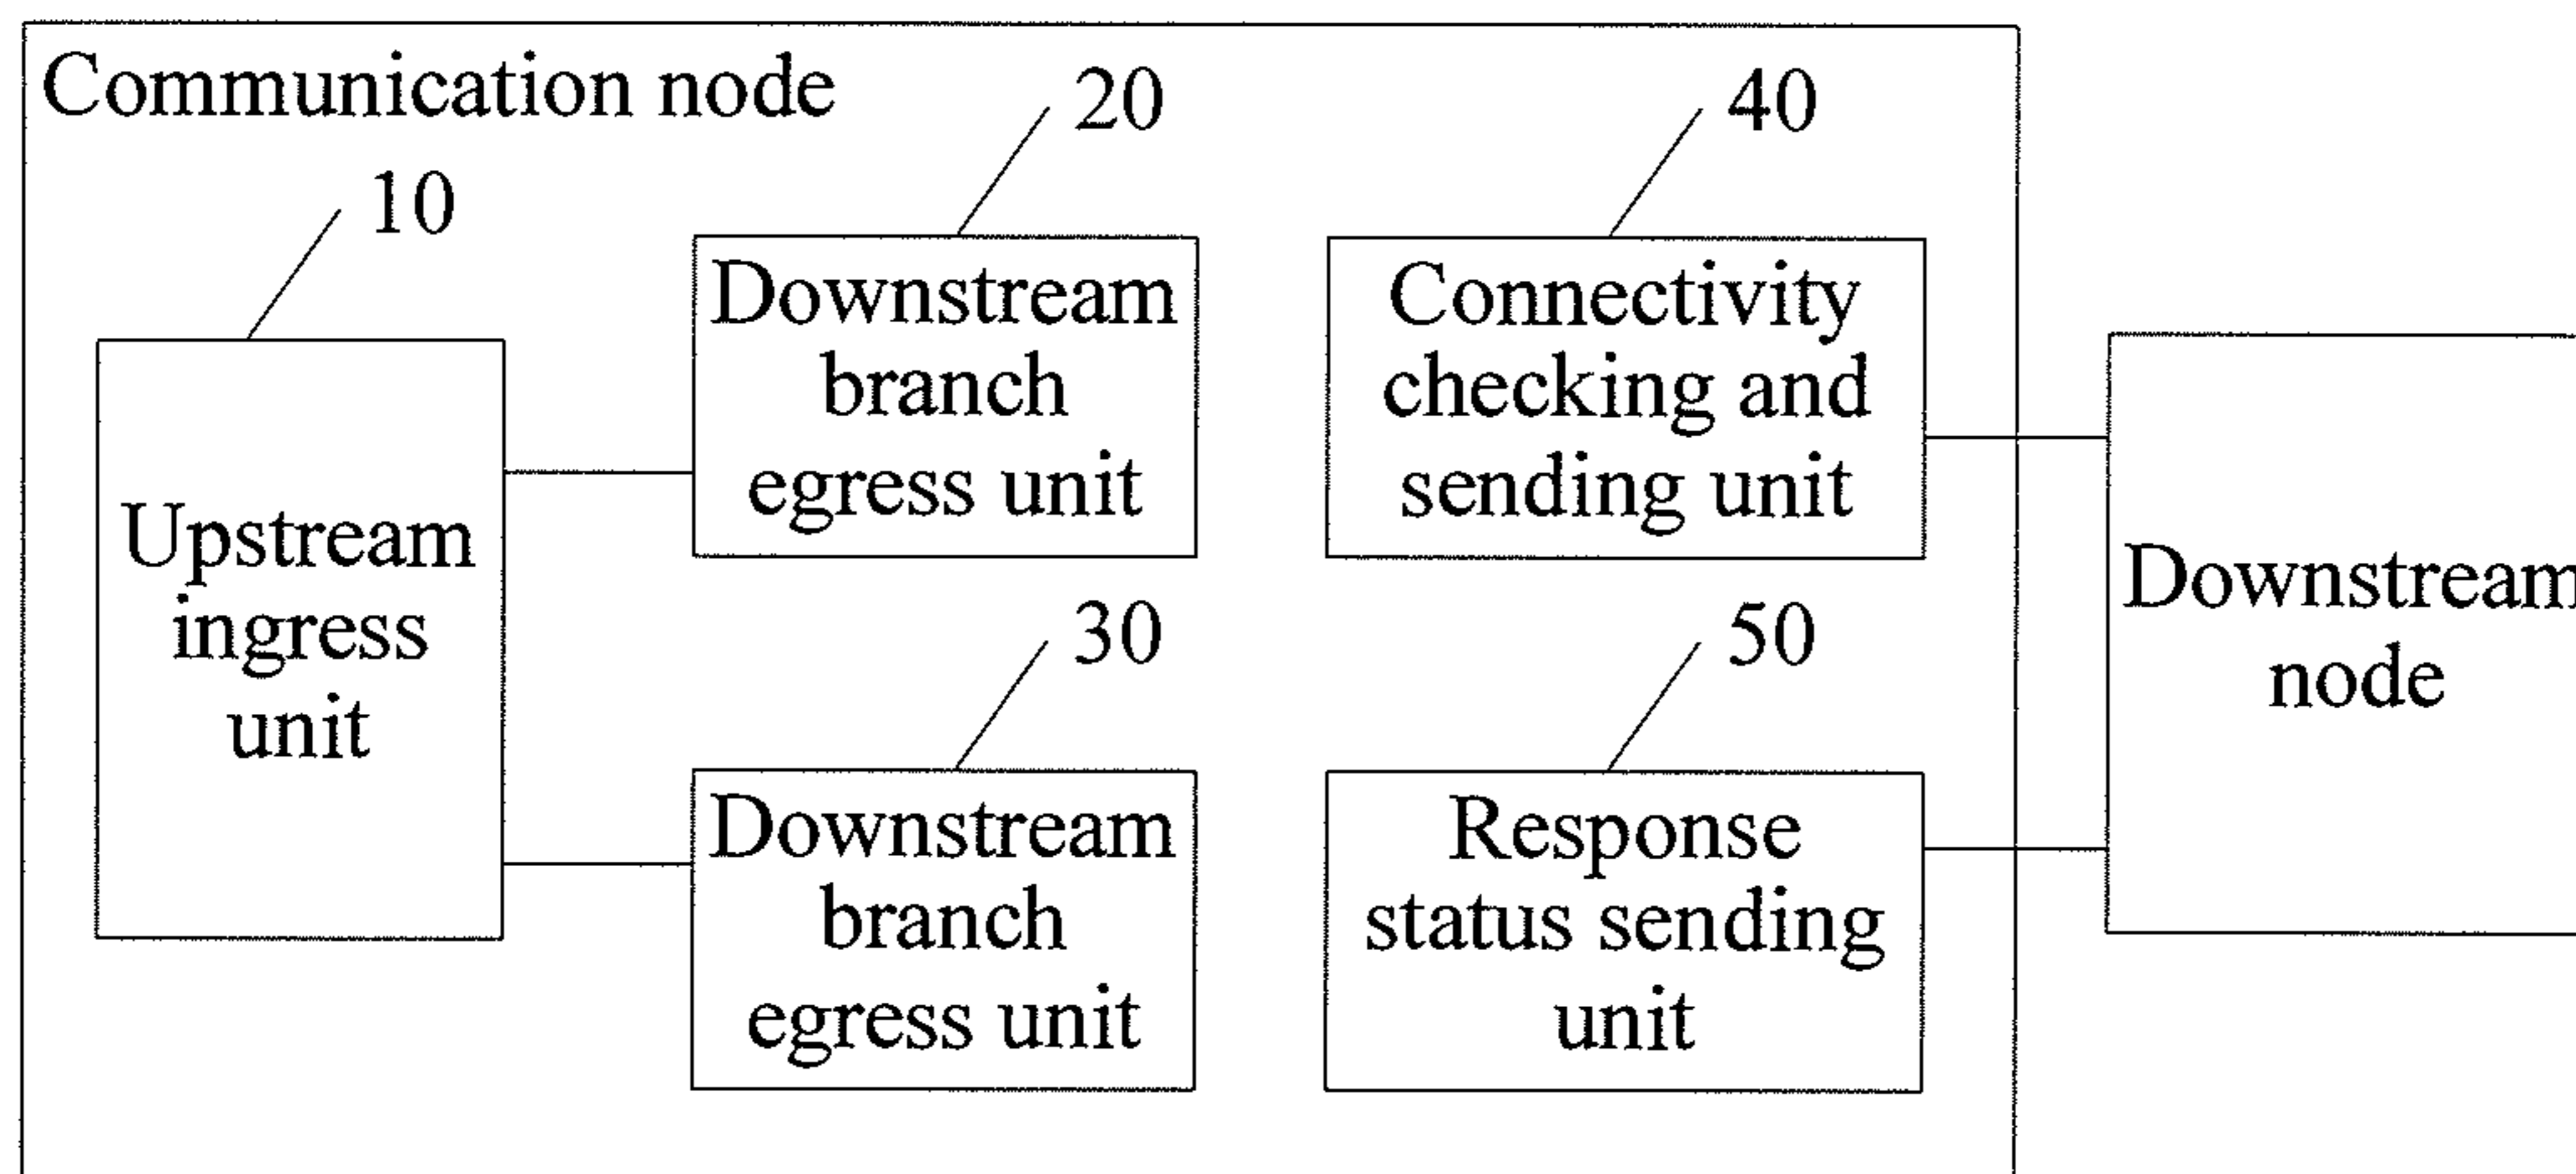 Communication node
10
20
40
Upstream
ingress
unit
Downstream
branch
egress unit
Connectivity
checking and
sending unit
30
50
Downstream
branch
egress unit
Response
status sending
unit
Downstream
node